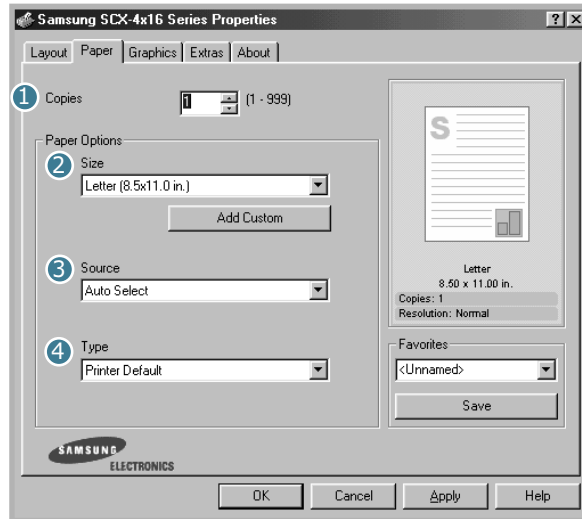 Samsung SCX-4x16 Series Properties
Layout Paper Graphics Extras About
1 Copies 1 (1 - 999)
Paper Options
2 Size
Letter (8.5x11.0 in.)
Add Custom
3 Source
Auto Select
4 Type
Printer Default
S
Letter
8.50 x 11.00 in.
Copies: 1
Resolution: Normal
Favorites
<Unnamed>
Save
SAMSUNG
ELECTRONICS
OK Cancel Apply Help